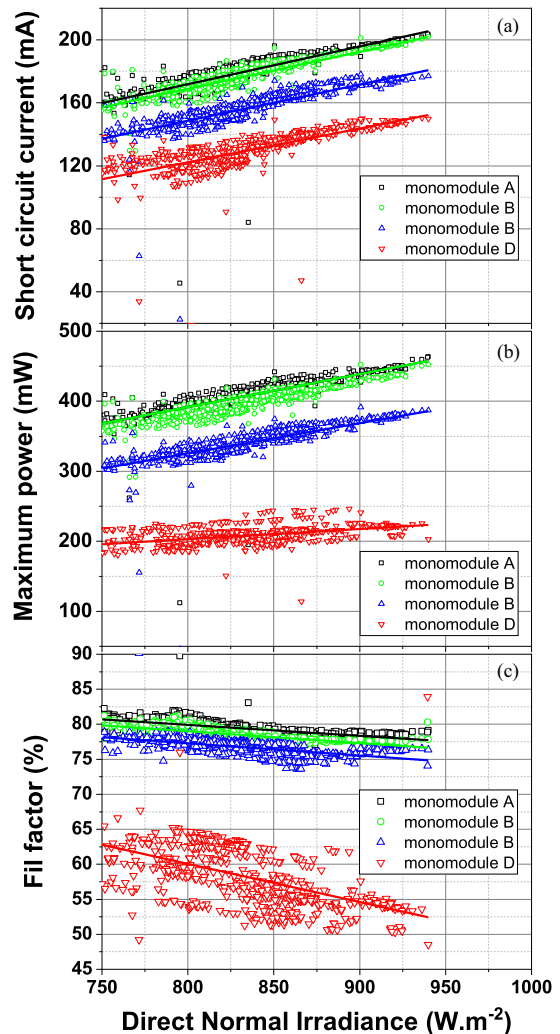 (a)
Short circuit current (mA)
200
160
120
80
40
monomodule A
monomodule B
monomodule B
monomodule D
(b)
Maximum power (mW)
500
400
300
200
100
monomodule A
monomodule B
monomodule B
monomodule D
(c)
Fil factor (%)
90
85
80
75
70
65
60
55
50
45
monomodule A
monomodule B
monomodule B
monomodule D
750 800 850 900 950 1000
Direct Normal Irradiance (W.m-2)